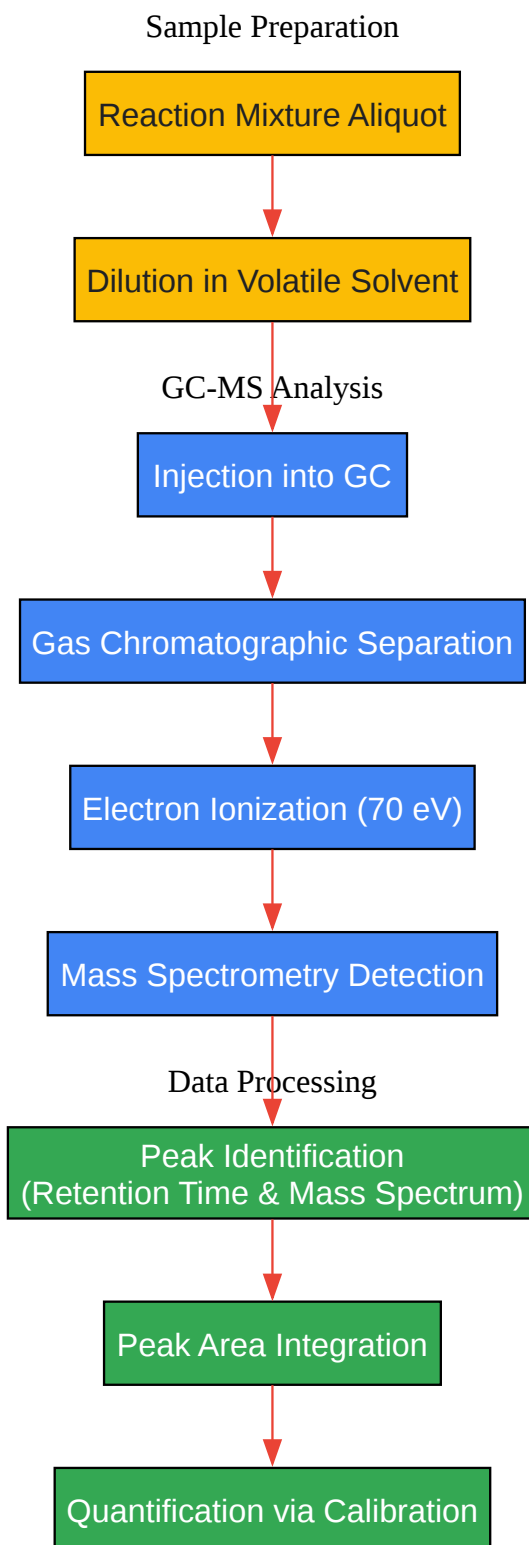 Sample Preparation
Reaction Mixture Aliquot
Dilution in Volatile Solvent
GC-MS Analysis
Injection into GC
Gas Chromatographic Separation
Electron Ionization (70 eV)
Mass Spectrometry Detection
Data Processing
Peak Identification
(Retention Time & Mass Spectrum)
Peak Area Integration
Quantification via Calibration